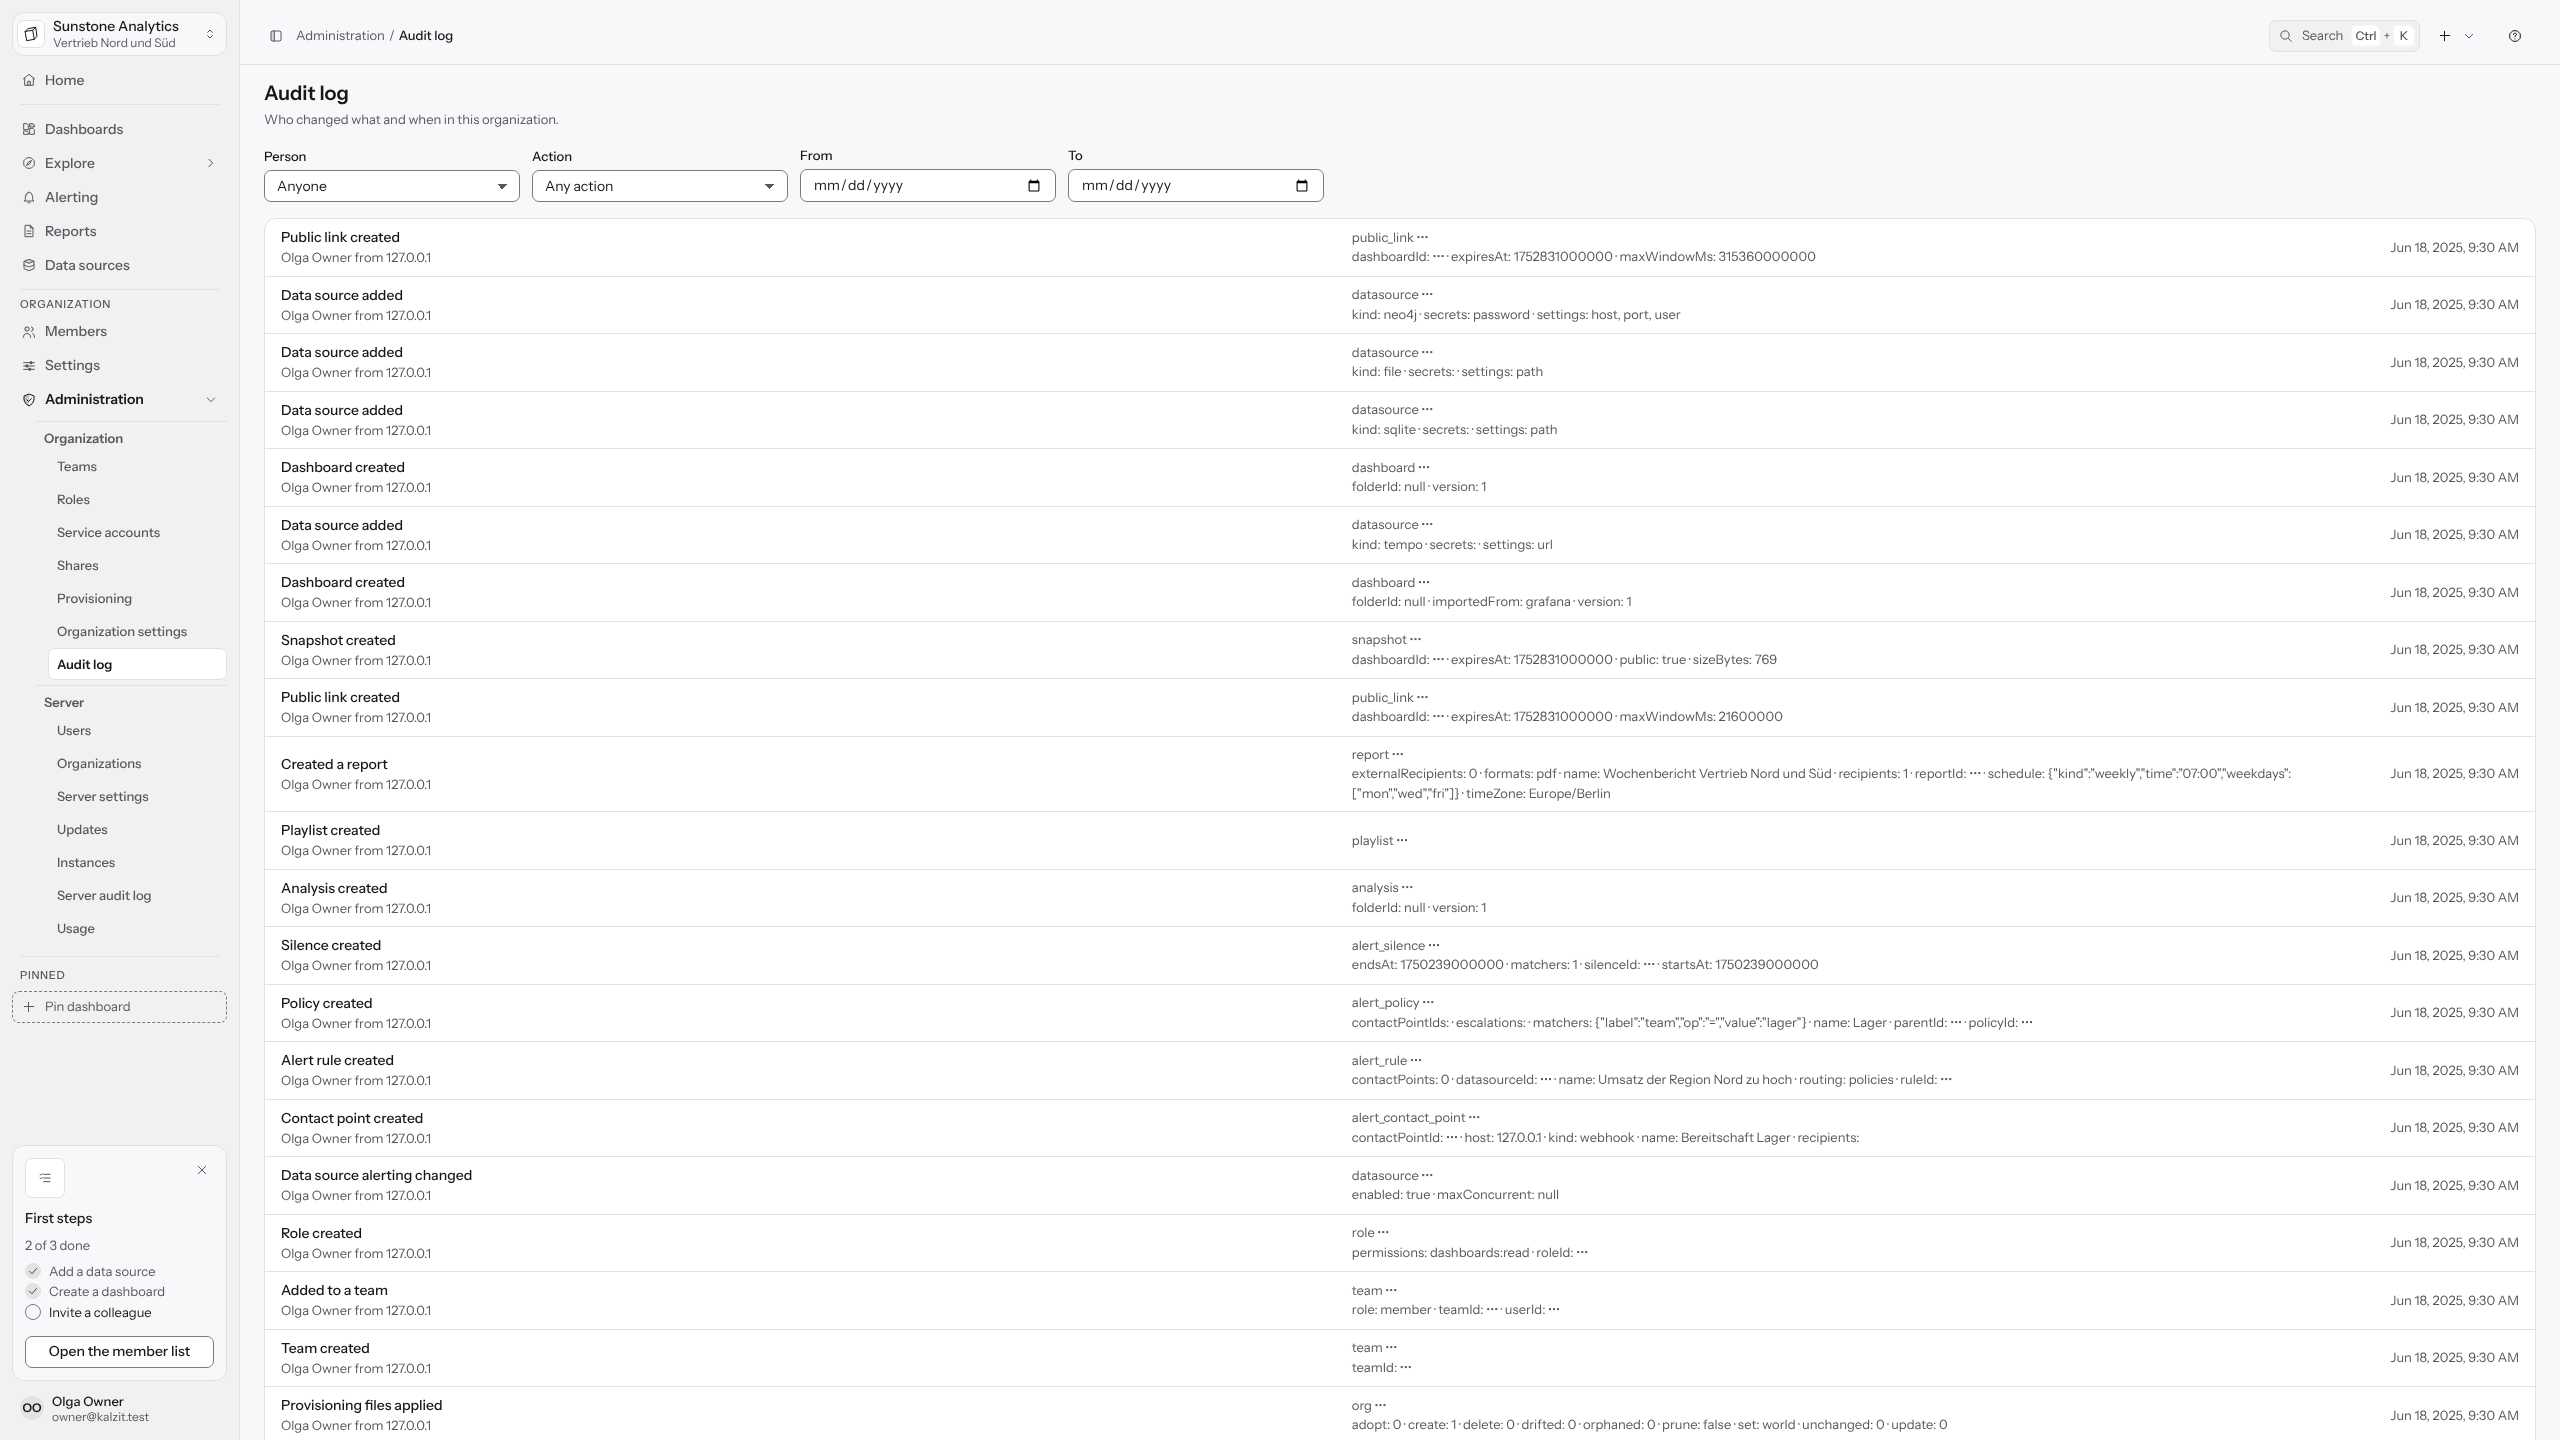 Sunstone Analytics
Vertrieb Nord und Süd
Home
Dashboards
Explore
Alerting
Reports
Data sources
ORGANIZATION
Members
Settings
Administration
Organization
Teams
Roles
Service accounts
Shares
Provisioning
Organization settings
Audit log
Server
Users
Organizations
Server settings
Updates
Instances
Server audit log
Usage
PINNED
Pin dashboard
First steps
2 of 3 done
Add a data source
Create a dashboard
Invite a colleague
Open the member list
OO Olga Owner
owner@kalzit.test
Administration / Audit log
Search Ctrl + K
Audit log
Who changed what and when in this organization.
Person Action From To
Anyone Any action mm/dd/yyyy mm/dd/yyyy
Public link created
Olga Owner from 127.0.0.1
public_link ···
dashboardId: ··· · expiresAt: 1752831000000 · maxWindowMs: 315360000000
Jun 18, 2025, 9:30 AM
Data source added
Olga Owner from 127.0.0.1
datasource ···
kind: neo4j · secrets: password · settings: host, port, user
Jun 18, 2025, 9:30 AM
Data source added
Olga Owner from 127.0.0.1
datasource ···
kind: file · secrets: · settings: path
Jun 18, 2025, 9:30 AM
Data source added
Olga Owner from 127.0.0.1
datasource ···
kind: sqlite · secrets: · settings: path
Jun 18, 2025, 9:30 AM
Dashboard created
Olga Owner from 127.0.0.1
dashboard ···
folderId: null · version: 1
Jun 18, 2025, 9:30 AM
Data source added
Olga Owner from 127.0.0.1
datasource ···
kind: tempo · secrets: · settings: url
Jun 18, 2025, 9:30 AM
Dashboard created
Olga Owner from 127.0.0.1
dashboard ···
folderId: null · importedFrom: grafana · version: 1
Jun 18, 2025, 9:30 AM
Snapshot created
Olga Owner from 127.0.0.1
snapshot ···
dashboardId: ··· · expiresAt: 1752831000000 · public: true · sizeBytes: 769
Jun 18, 2025, 9:30 AM
Public link created
Olga Owner from 127.0.0.1
public_link ···
dashboardId: ··· · expiresAt: 1752831000000 · maxWindowMs: 21600000
Jun 18, 2025, 9:30 AM
Created a report
Olga Owner from 127.0.0.1
report ···
externalRecipients: 0 · formats: pdf · name: Wochenbericht Vertrieb Nord und Süd · recipients: 1 · reportId: ··· · schedule: {"kind":"weekly","time":"07:00","weekdays":
["mon","wed","fri"]} · timeZone: Europe/Berlin
Jun 18, 2025, 9:30 AM
Playlist created
Olga Owner from 127.0.0.1
playlist ···
Jun 18, 2025, 9:30 AM
Analysis created
Olga Owner from 127.0.0.1
analysis ···
folderId: null · version: 1
Jun 18, 2025, 9:30 AM
Silence created
Olga Owner from 127.0.0.1
alert_silence ···
endsAt: 1750239000000 · matchers: 1 · silenceId: ··· · startsAt: 1750239000000
Jun 18, 2025, 9:30 AM
Policy created
Olga Owner from 127.0.0.1
alert_policy ···
contactPointIds: · escalations: · matchers: {"label":"team","op":"=","value":"lager"} · name: Lager · parentId: ··· · policyId: ···
Jun 18, 2025, 9:30 AM
Alert rule created
Olga Owner from 127.0.0.1
alert_rule ···
contactPoints: 0 · datasourceId: ··· · name: Umsatz der Region Nord zu hoch · routing: policies · ruleId: ···
Jun 18, 2025, 9:30 AM
Contact point created
Olga Owner from 127.0.0.1
alert_contact_point ···
contactPointId: ··· · host: 127.0.0.1 · kind: webhook · name: Bereitschaft Lager · recipients:
Jun 18, 2025, 9:30 AM
Data source alerting changed
Olga Owner from 127.0.0.1
datasource ···
enabled: true · maxConcurrent: null
Jun 18, 2025, 9:30 AM
Role created
Olga Owner from 127.0.0.1
role ···
permissions: dashboards:read · roleId: ···
Jun 18, 2025, 9:30 AM
Added to a team
Olga Owner from 127.0.0.1
team ···
role: member · teamId: ··· · userId: ···
Jun 18, 2025, 9:30 AM
Team created
Olga Owner from 127.0.0.1
team ···
teamId: ···
Jun 18, 2025, 9:30 AM
Provisioning files applied
Olga Owner from 127.0.0.1
org ···
adopt: 0 · create: 1 · delete: 0 · drifted: 0 · orphaned: 0 · prune: false · set: world · unchanged: 0 · update: 0
Jun 18, 2025, 9:30 AM